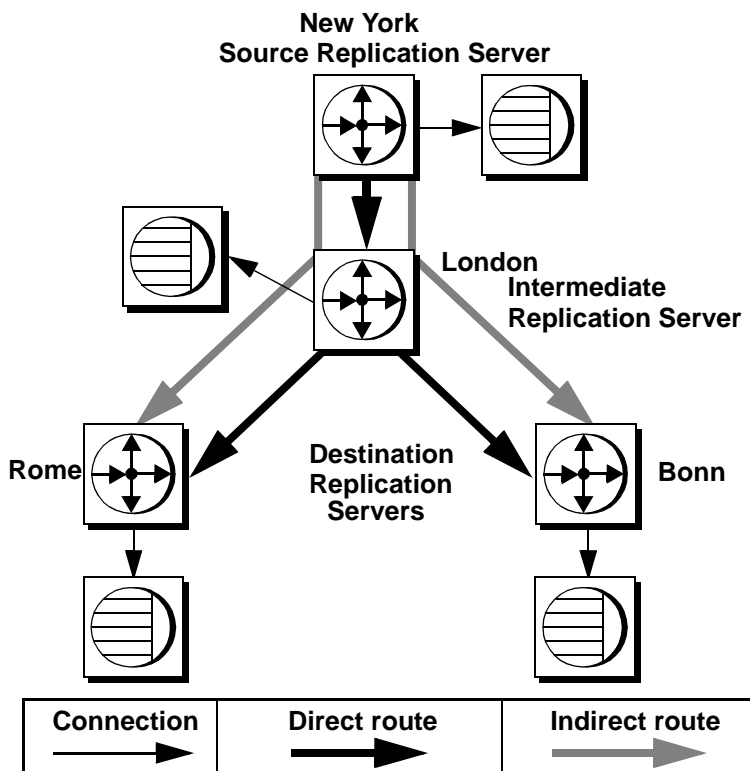 New York
Source Replication Server
London
Intermediate
Replication Server
Rome
Destination
Replication
Servers
Bonn
Connection
Direct route
Indirect route